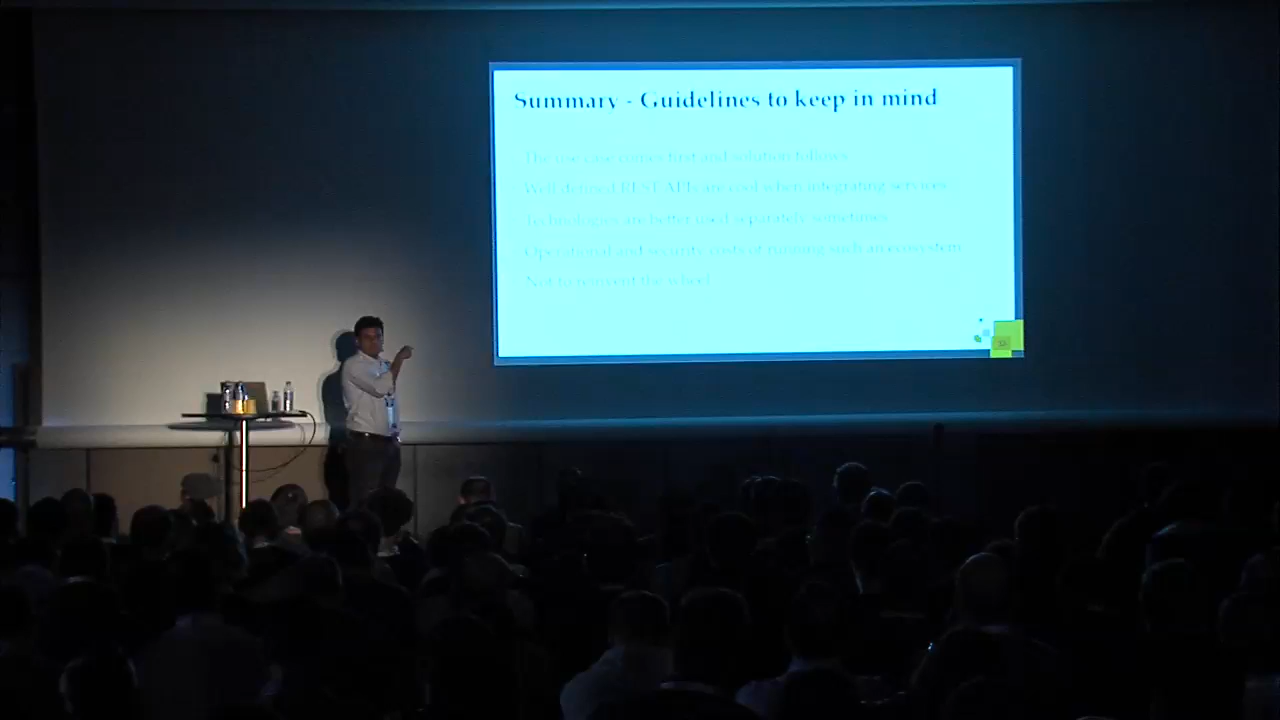 Summary - Guidelines to keep in mind
The use case comes first and solution follows
Well defined REST APIs are cool when integrating services
Technologies are better used separately, sometimes
Operational and security costs of running such an ecosystem
Not to reinvent the wheel